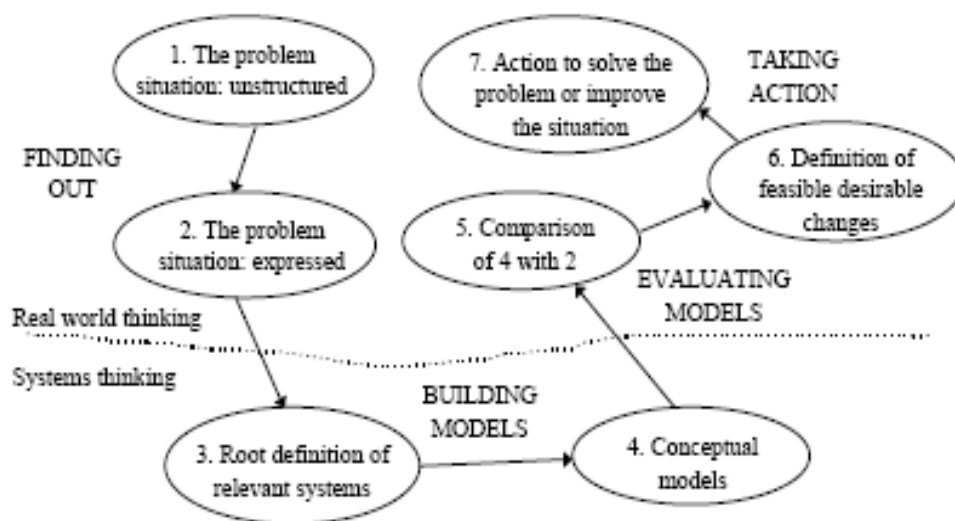 1. The problem
situation: unstructured
7. Action to solve the
problem or improve
the situation
TAKING
ACTION
FINDING
OUT
6. Definition of
feasible desirable
changes
2. The problem
situation: expressed
5. Comparison
of 4 with 2
EVALUATING
MODELS
Real world thinking
Systems thinking
BUILDING
MODELS
3. Root definition of
relevant systems
4. Conceptual
models